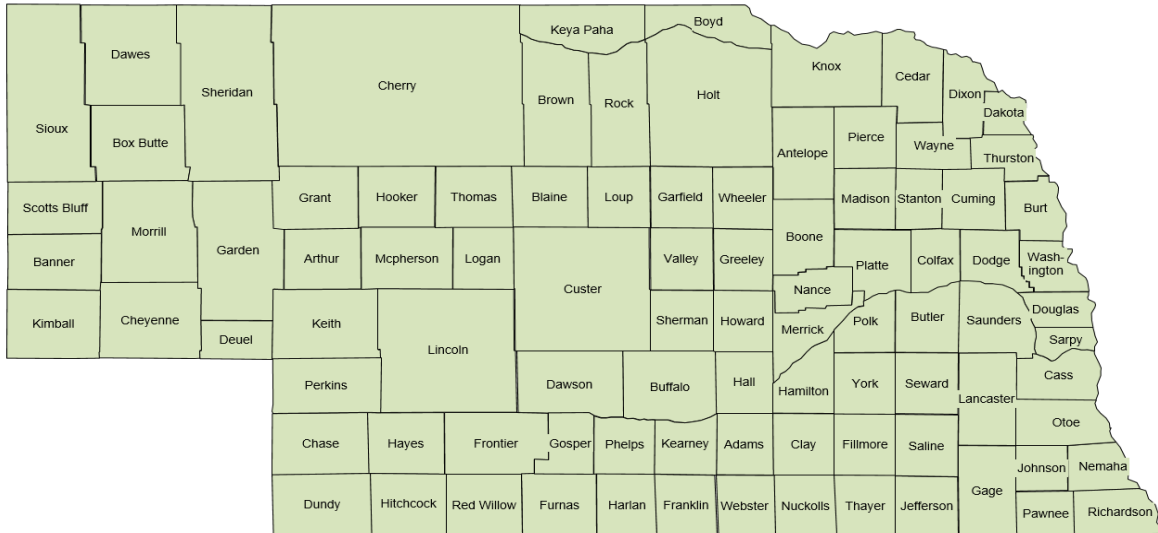 Keya Paha
Boyd
Dawes
Knox
Cedar
Cherry
Sheridan
Dixon
Holt
Brown
Rock
Dakota
Sioux
Pierce
Box Butte
Wayne
Antelope
Thurston
Grant
Hooker
Thomas
Blaine
Loup
Garfield
Wheeler
Madison
Stanton
Cuming
Scotts Bluff
Burt
Morrill
Boone
Garden
Arthur
Mcpherson
Logan
Valley
Greeley
Platte
Colfax
Dodge
Wash-
ington
Banner
Custer
Nance
Kimball
Cheyenne
Keith
Sherman
Howard
Merrick
Polk
Butler
Saunders
Douglas
Deuel
Lincoln
Sarpy
Perkins
Dawson
Buffalo
Hall
Hamilton
York
Seward
Cass
Lancaster
Otoe
Chase
Hayes
Frontier
Gosper
Phelps
Kearney
Adams
Clay
Fillmore
Saline
Johnson
Nemaha
Gage
Dundy
Hitchcock
Red Willow
Furnas
Harlan
Franklin
Webster
Nuckolls
Thayer
Jefferson
Pawnee
Richardson